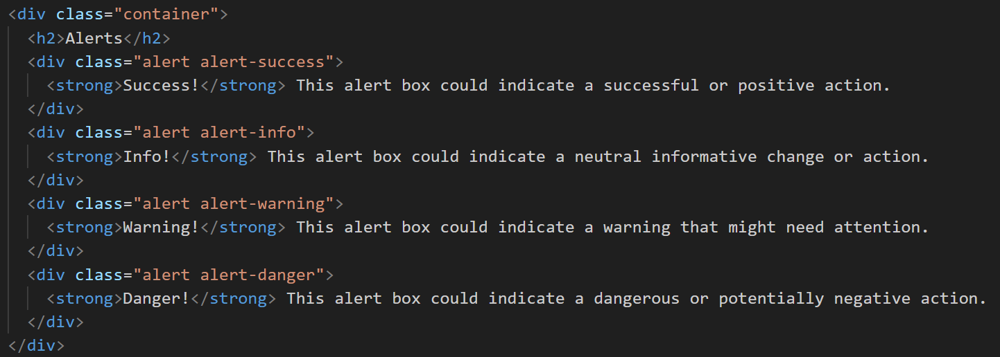 <div class="container">
<h2>Alerts</h2>
<div class="alert alert-success">
<strong>Success!</strong> This alert box could indicate a successful or positive action.
</div>
<div class="alert alert-info">
<strong>Info!</strong> This alert box could indicate a neutral informative change or action.
</div>
<div class="alert alert-warning">
<strong>Warning!</strong> This alert box could indicate a warning that might need attention.
</div>
<div class="alert alert-danger">
<strong>Danger!</strong> This alert box could indicate a dangerous or potentially negative action.
</div>
</div>